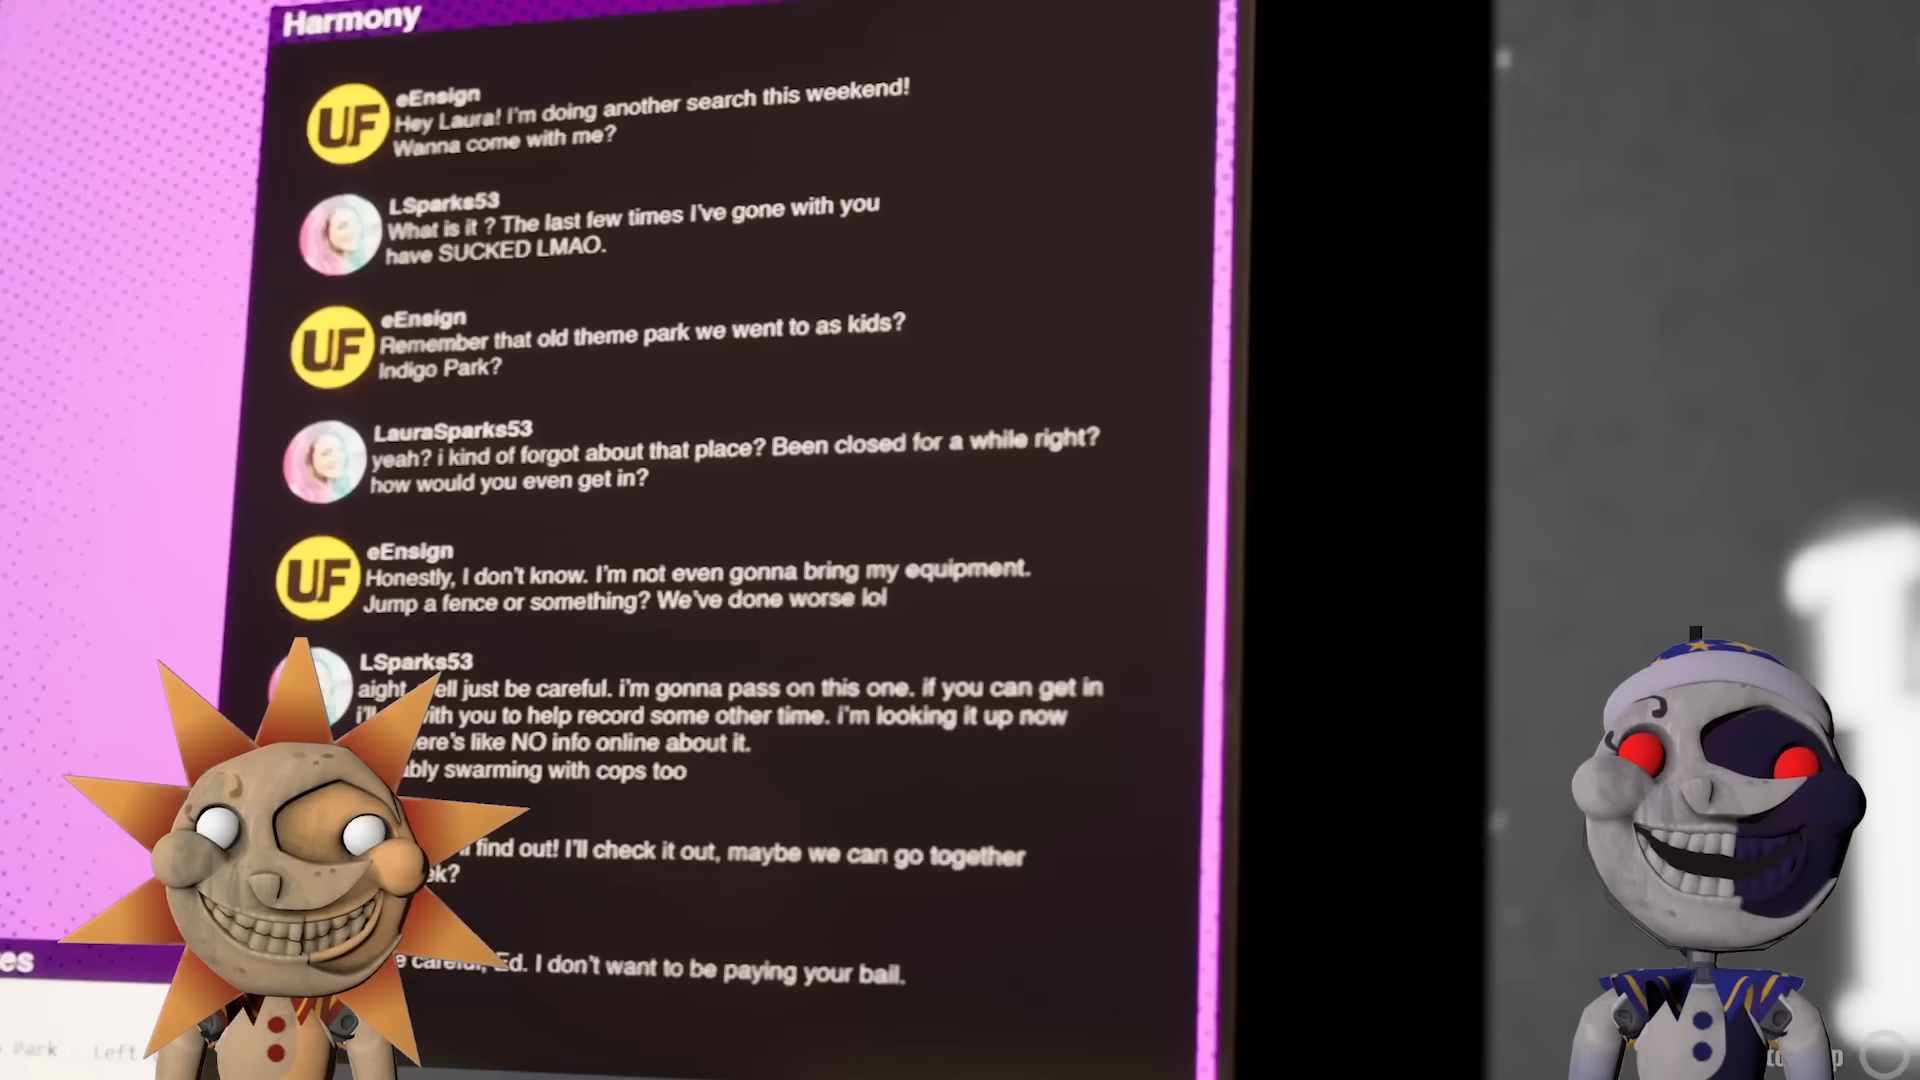 Harmony
UF
eEnsign
Hey Laura! I'm doing another search this weekend!
Wanna come with me?
LSparks53
What is it ? The last few times I've gone with you
have SUCKED LMAO.
UF
eEnsign
Remember that old theme park we went to as kids?
Indigo Park?
LauraSparks53
yeah? i kind of forgot about that place? Been closed for a while right?
how would you even get in?
UF
eEnsign
Honestly, I don't know. I'm not even gonna bring my equipment.
Jump a fence or something? We've done worse lol
LSparks53
aight just be careful. i'm gonna pass on this one. if you can get in
with you to help record some other time. i'm looking it up now
like NO info online about it.
swarming with cops too
find out! I'll check it out, maybe we can go together
Ed. I don't want to be paying your bail.
Park Left